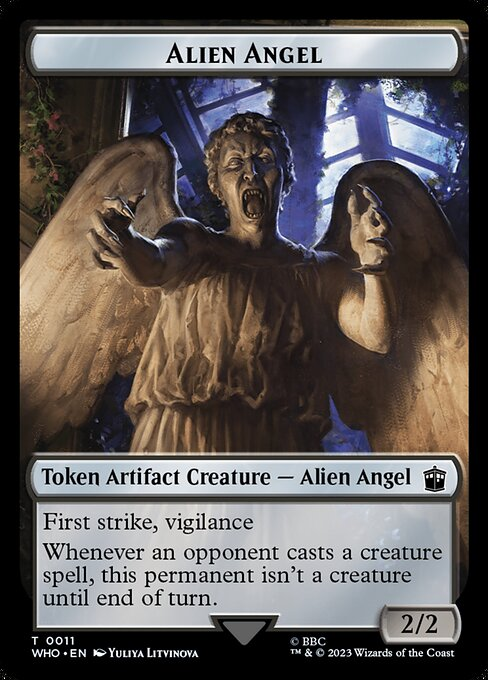 Alien Angel
Token Artifact Creature — Alien Angel
First strike, vigilance
Whenever an opponent casts a creature
spell, this permanent isn't a creature
until end of turn.
2/2
T 0011
WHO • EN Yuliya Litvinova
© BBC
™ & © 2023 Wizards of the Coast